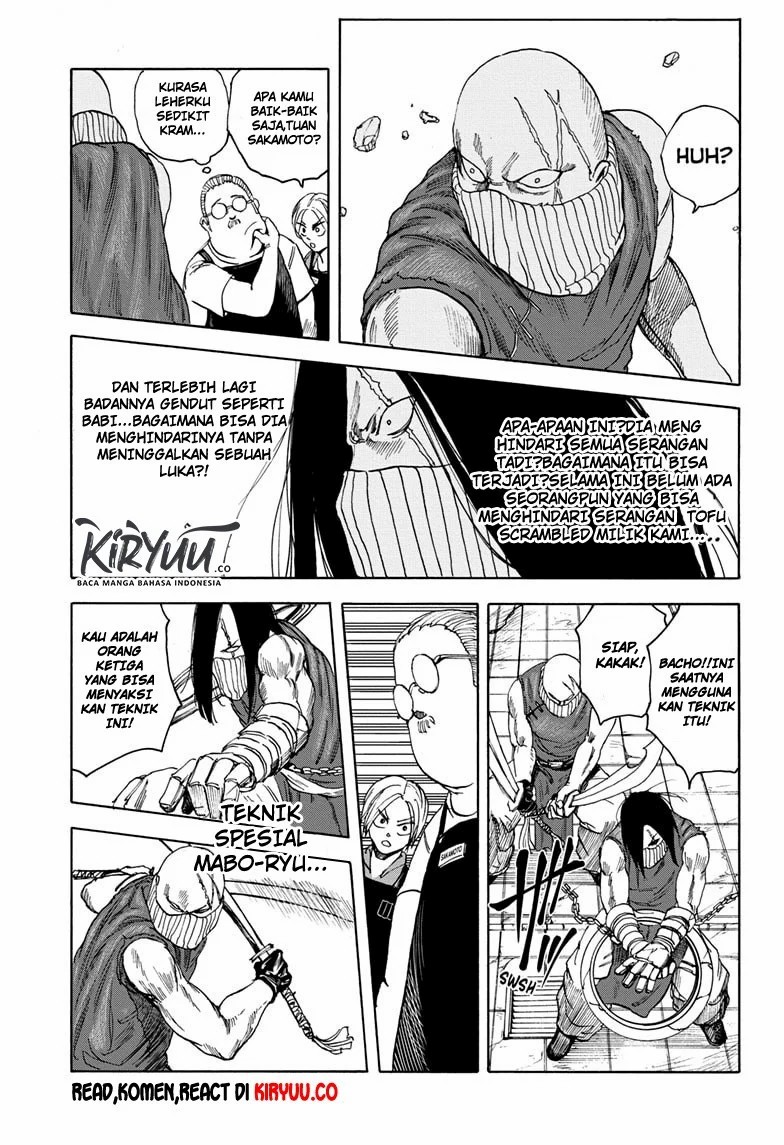 HUH?
APA KAMU
BAIK-BAIK
SAJA,TUAN
SAKAMOTO?
KURASA
LEHERKU
SEDIKIT
KRAM...
APA-APAAN INI?DIA MENG
HINDARI SEMUA SERANGAN
TADI?BAGAIMANA ITU BISA
TERJADI?SELAMA INI BELUM ADA
SEORANGPUN YANG BISA
MENGHINDARI SERANGAN TOFU
SCRAMBLED MILIK KAMI.....
DAN TERLEBIH LAGI
BADANNYA GENDUT SEPERTI
BABI...BAGAIMANA BISA DIA
MENGHINDARINYA TANPA
MENINGGALKAN SEBUAH
LUKA?!
KIRYUU.CO
BACA MANGA BAHASA INDONESIA
BACHO!!INI
SAATNYA
MENGGUNA
KAN TEKNIK
ITU!
SIAP,
KAKAK!
SWSH
SAKAMOTO
KAU ADALAH
ORANG
KETIGA
YANG BISA
MENYAKSI
KAN TEKNIK
INI!
TEKNIK
SPESIAL
MABO-RYU...
READ,KOMEN,REACT DI KIRYUU.CO